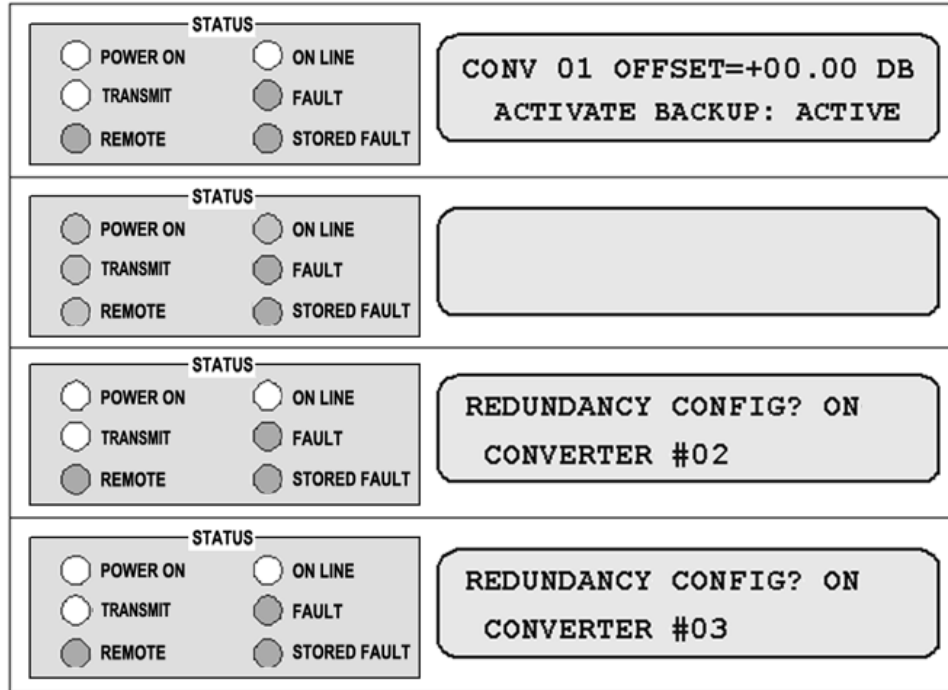 STATUS
POWER ON ON LINE
TRANSMIT FAULT
REMOTE STORED FAULT
CONV 01 OFFSET=+00.00 DB
ACTIVATE BACKUP: ACTIVE
STATUS
POWER ON ON LINE
TRANSMIT FAULT
REMOTE STORED FAULT
STATUS
POWER ON ON LINE
TRANSMIT FAULT
REMOTE STORED FAULT
REDUNDANCY CONFIG? ON
CONVERTER #02
STATUS
POWER ON ON LINE
TRANSMIT FAULT
REMOTE STORED FAULT
REDUNDANCY CONFIG? ON
CONVERTER #03